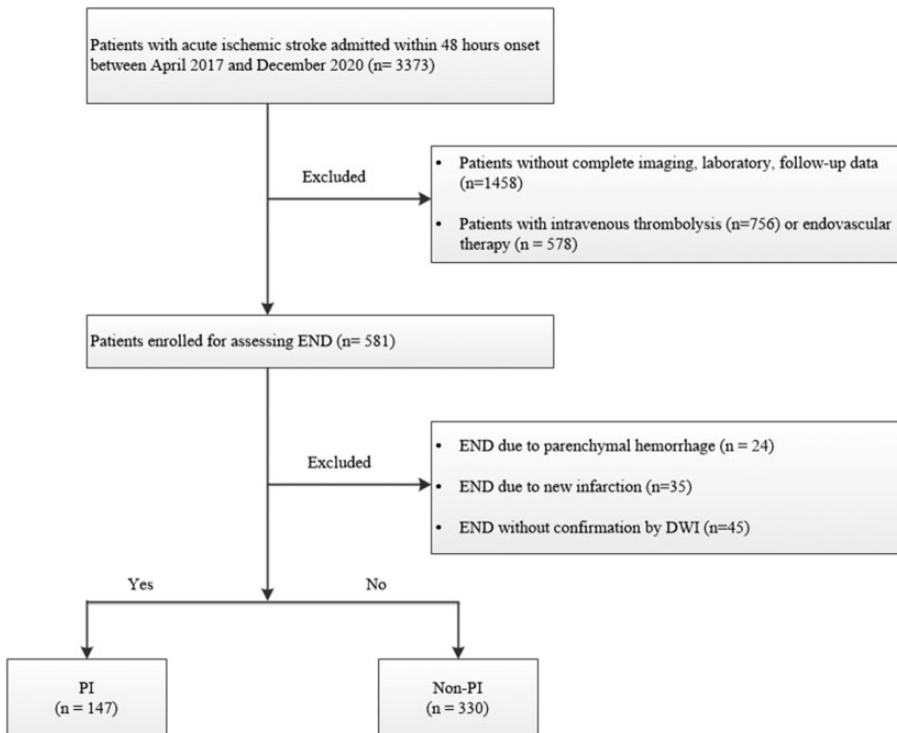 Patients with acute ischemic stroke admitted within 48 hours onset
between April 2017 and December 2020 (n= 3373)
Excluded
• Patients without complete imaging, laboratory, follow-up data
(n=1458)
• Patients with intravenous thrombolysis (n=756) or endovascular
therapy (n = 578)
Patients enrolled for assessing END (n= 581)
Excluded
• END due to parenchymal hemorrhage (n = 24)
• END due to new infarction (n=35)
• END without confirmation by DWI (n=45)
Yes
No
PI
(n = 147)
Non-PI
(n = 330)